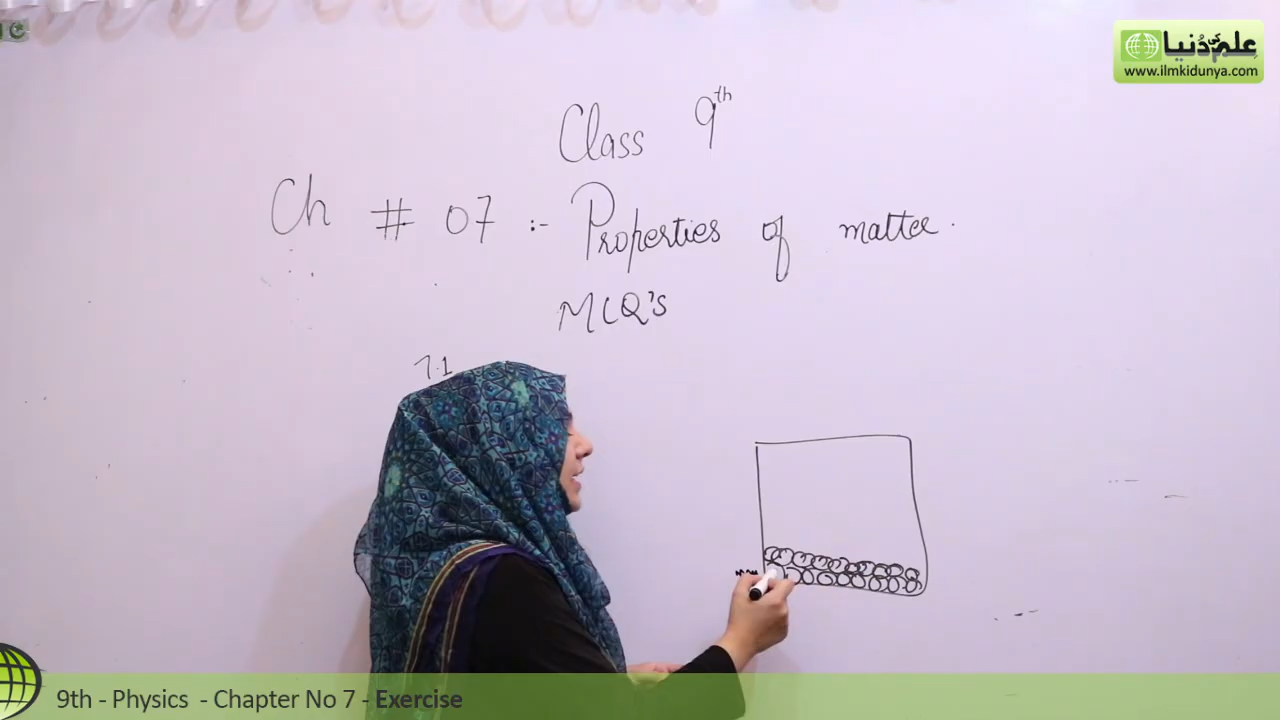 علم کی دُنیا
www.ilmkidunya.com
Class 9th
Ch # 07 :- Properties of matter.
MCQ's
7.1
9th - Physics - Chapter No 7 - Exercise